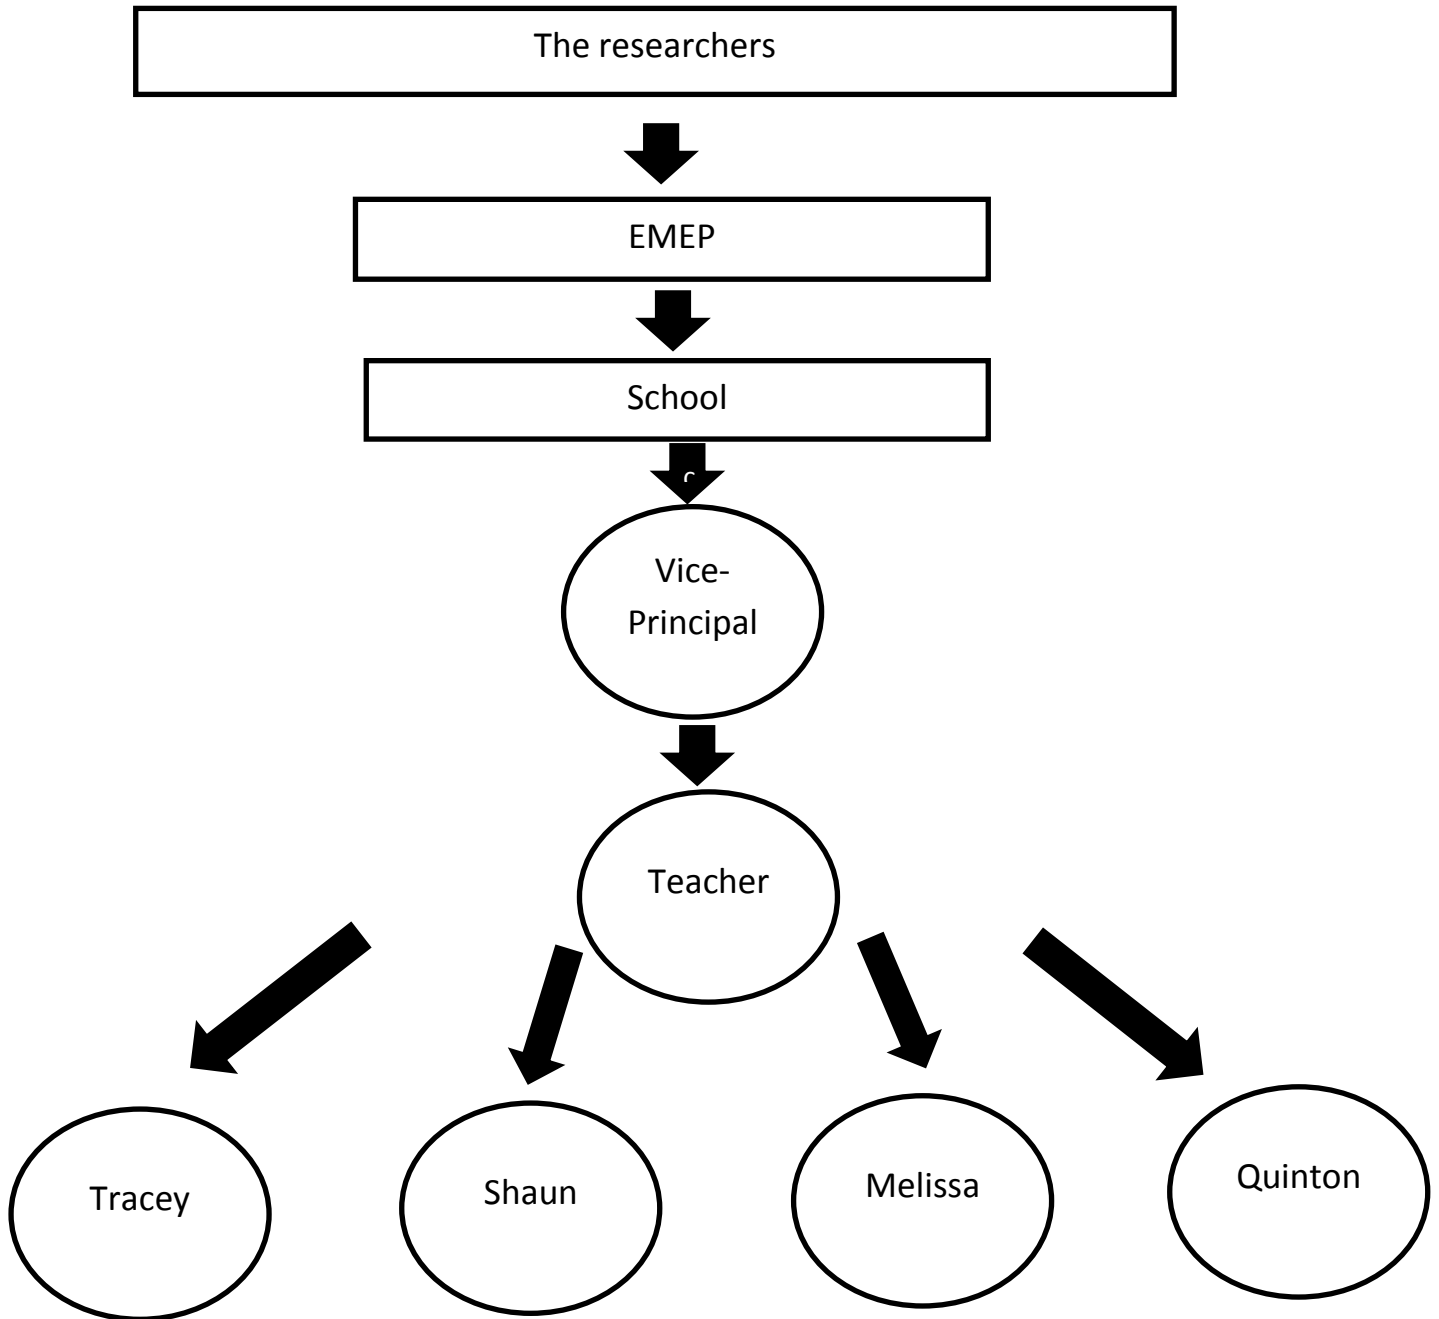 The researchers
EMEP
School
Vice-
Principal
Teacher
Tracey
Shaun
Melissa
Quinton